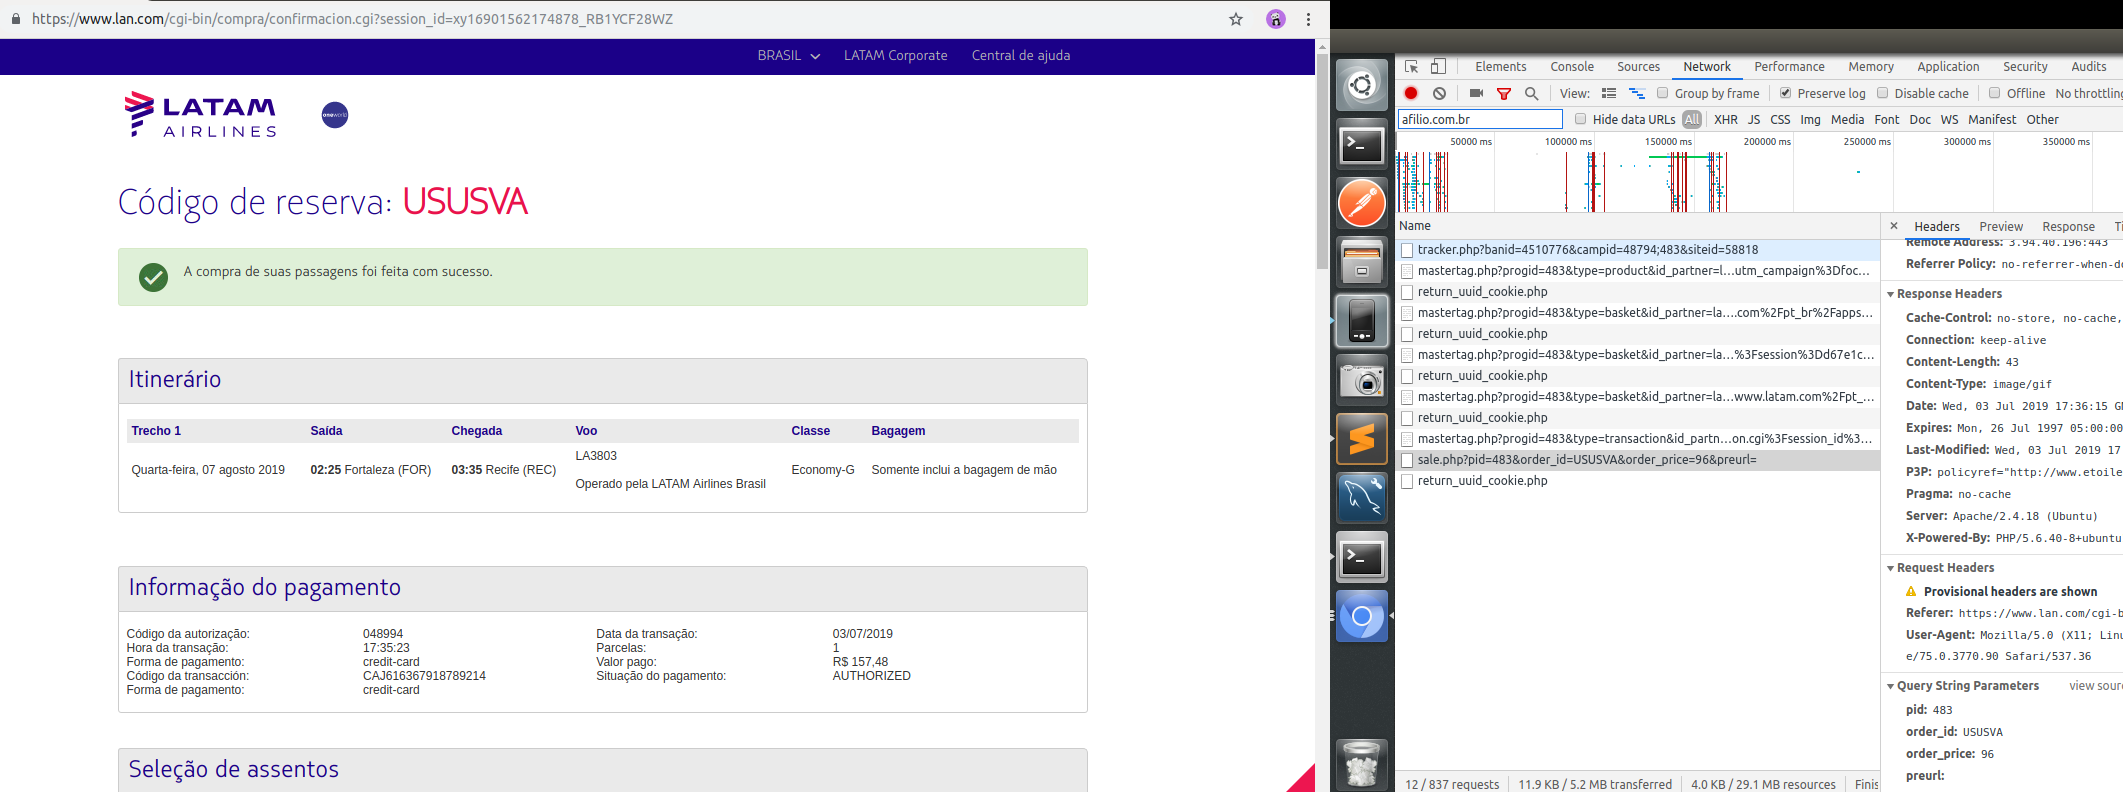 https://www.lan.com/cgi-bin/compra/confirmacion.cgi?session_id=xy16901562174878_RB1YCF28WZ
BRASIL LATAM Corporate Central de ajuda
LATAM
AIRLINES
oneworld
Código de reserva: USUSVA
A compra de suas passagens foi feita com sucesso.
Itinerário
Trecho 1 Saída Chegada Voo Classe Bagagem
LA3803
Quarta-feira, 07 agosto 2019 02:25 Fortaleza (FOR) 03:35 Recife (REC) Economy-G Somente inclui a bagagem de mão
Operado pela LATAM Airlines Brasil
Informação do pagamento
Código da autorização: 048994 Data da transação: 03/07/2019
Hora da transação: 17:35:23 Parcelas: 1
Forma de pagamento: credit-card Valor pago: R$ 157,48
Código da transacción: CAJ616367918789214 Situação do pagamento: AUTHORIZED
Forma de pagamento: credit-card
Seleção de assentos
Elements Console Sources Network Performance Memory Application Security Audits
View: Group by frame Preserve log Disable cache Offline No throttling
afilio.com.br Hide data URLs All XHR JS CSS Img Media Font Doc WS Manifest Other
50000 ms 100000 ms 150000 ms 200000 ms 250000 ms 300000 ms 350000 ms
Name
tracker.php?banid=4510776&campid=48794;483&siteid=58818
mastertag.php?progid=483&type=product&id_partner=l…utm_campaign%3Dfoc…
return_uuid_cookie.php
mastertag.php?progid=483&type=basket&id_partner=la….com%2Fpt_br%2Fapps…
return_uuid_cookie.php
mastertag.php?progid=483&type=basket&id_partner=la…%3Fsession%3Dd67e1c…
return_uuid_cookie.php
mastertag.php?progid=483&type=basket&id_partner=la…www.latam.com%2Fpt_…
return_uuid_cookie.php
mastertag.php?progid=483&type=transaction&id_partn…on.cgi%3Fsession_id%3…
sale.php?pid=483&order_id=USUSVA&order_price=96&preurl=
return_uuid_cookie.php
12 / 837 requests 11.9 KB / 5.2 MB transferred 4.0 KB / 29.1 MB resources Finis
× Headers Preview Response Ti
Remote Address: 3.94.40.196:443
Referrer Policy: no-referrer-when-do
Response Headers
Cache-Control: no-store, no-cache,
Connection: keep-alive
Content-Length: 43
Content-Type: image/gif
Date: Wed, 03 Jul 2019 17:36:15 GM
Expires: Mon, 26 Jul 1997 05:00:00
Last-Modified: Wed, 03 Jul 2019 17
P3P: policyref="http://www.etoile
Pragma: no-cache
Server: Apache/2.4.18 (Ubuntu)
X-Powered-By: PHP/5.6.40-8+ubuntu
Request Headers
Provisional headers are shown
Referer: https://www.lan.com/cgi-b
User-Agent: Mozilla/5.0 (X11; Linu
e/75.0.3770.90 Safari/537.36
Query String Parameters view sourc
pid: 483
order_id: USUSVA
order_price: 96
preurl: